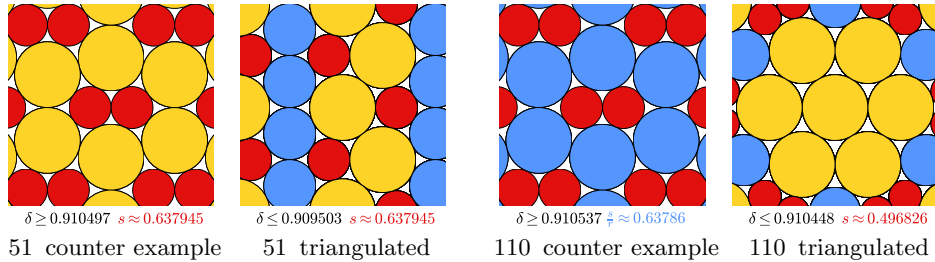 δ ≥ 0.910497 s ≈ 0.637945
δ ≤ 0.909503 s ≈ 0.637945
δ ≥ 0.910537 s/r ≈ 0.63786
δ ≤ 0.910448 s ≈ 0.496826
51 counter example
51 triangulated
110 counter example
110 triangulated